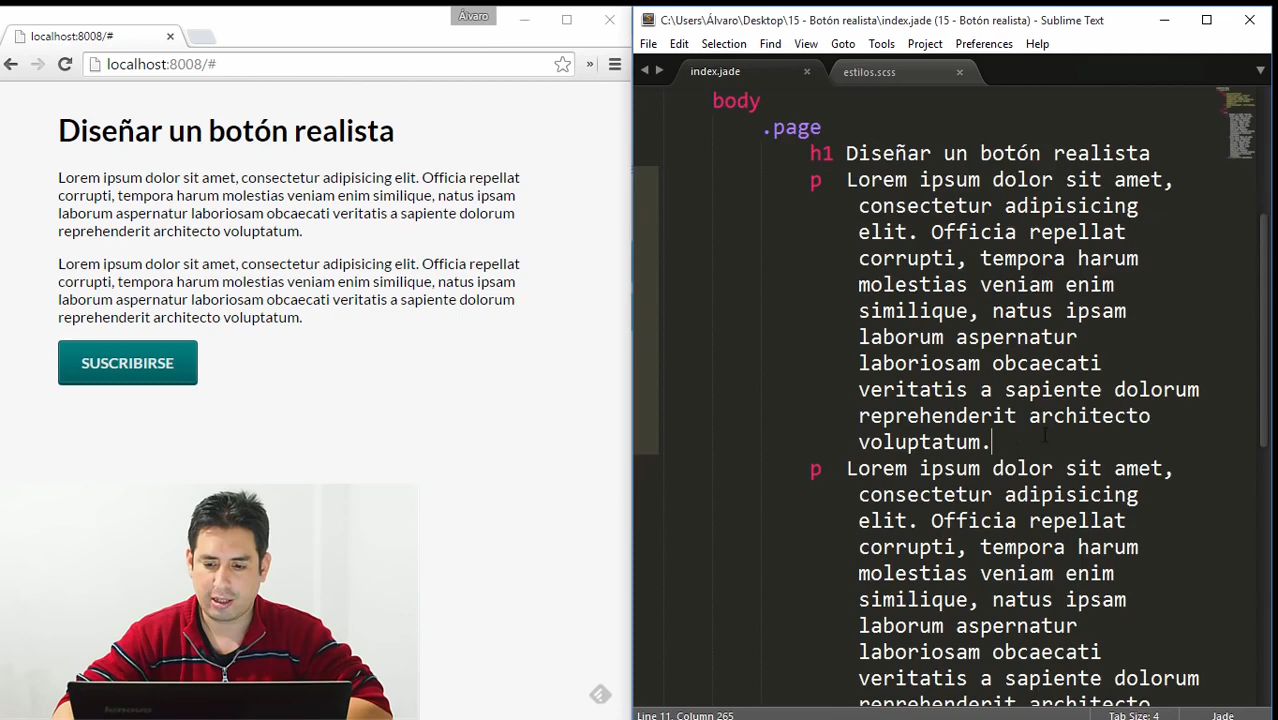 Álvaro
localhost:8008/#
localhost:8008/#
Diseñar un botón realista
Lorem ipsum dolor sit amet, consectetur adipisicing elit. Officia repellat
corrupti, tempora harum molestias veniam enim similique, natus ipsam
laborum aspernatur laboriosam obcaecati veritatis a sapiente dolorum
reprehenderit architecto voluptatum.
Lorem ipsum dolor sit amet, consectetur adipisicing elit. Officia repellat
corrupti, tempora harum molestias veniam enim similique, natus ipsam
laborum aspernatur laboriosam obcaecati veritatis a sapiente dolorum
reprehenderit architecto voluptatum.
SUSCRIBIRSE
C:\Users\Álvaro\Desktop\15 - Botón realista\index.jade (15 - Botón realista) - Sublime Text
File Edit Selection Find View Goto Tools Project Preferences Help
index.jade
estilos.scss
body
.page
h1 Diseñar un botón realista
p Lorem ipsum dolor sit amet,
consectetur adipisicing
elit. Officia repellat
corrupti, tempora harum
molestias veniam enim
similique, natus ipsam
laborum aspernatur
laboriosam obcaecati
veritatis a sapiente dolorum
reprehenderit architecto
voluptatum.
p Lorem ipsum dolor sit amet,
consectetur adipisicing
elit. Officia repellat
corrupti, tempora harum
molestias veniam enim
similique, natus ipsam
laborum aspernatur
laboriosam obcaecati
veritatis a sapiente dolorum
reprehenderit architecto
Line 11, Column 265
Tab Size: 4
Jade